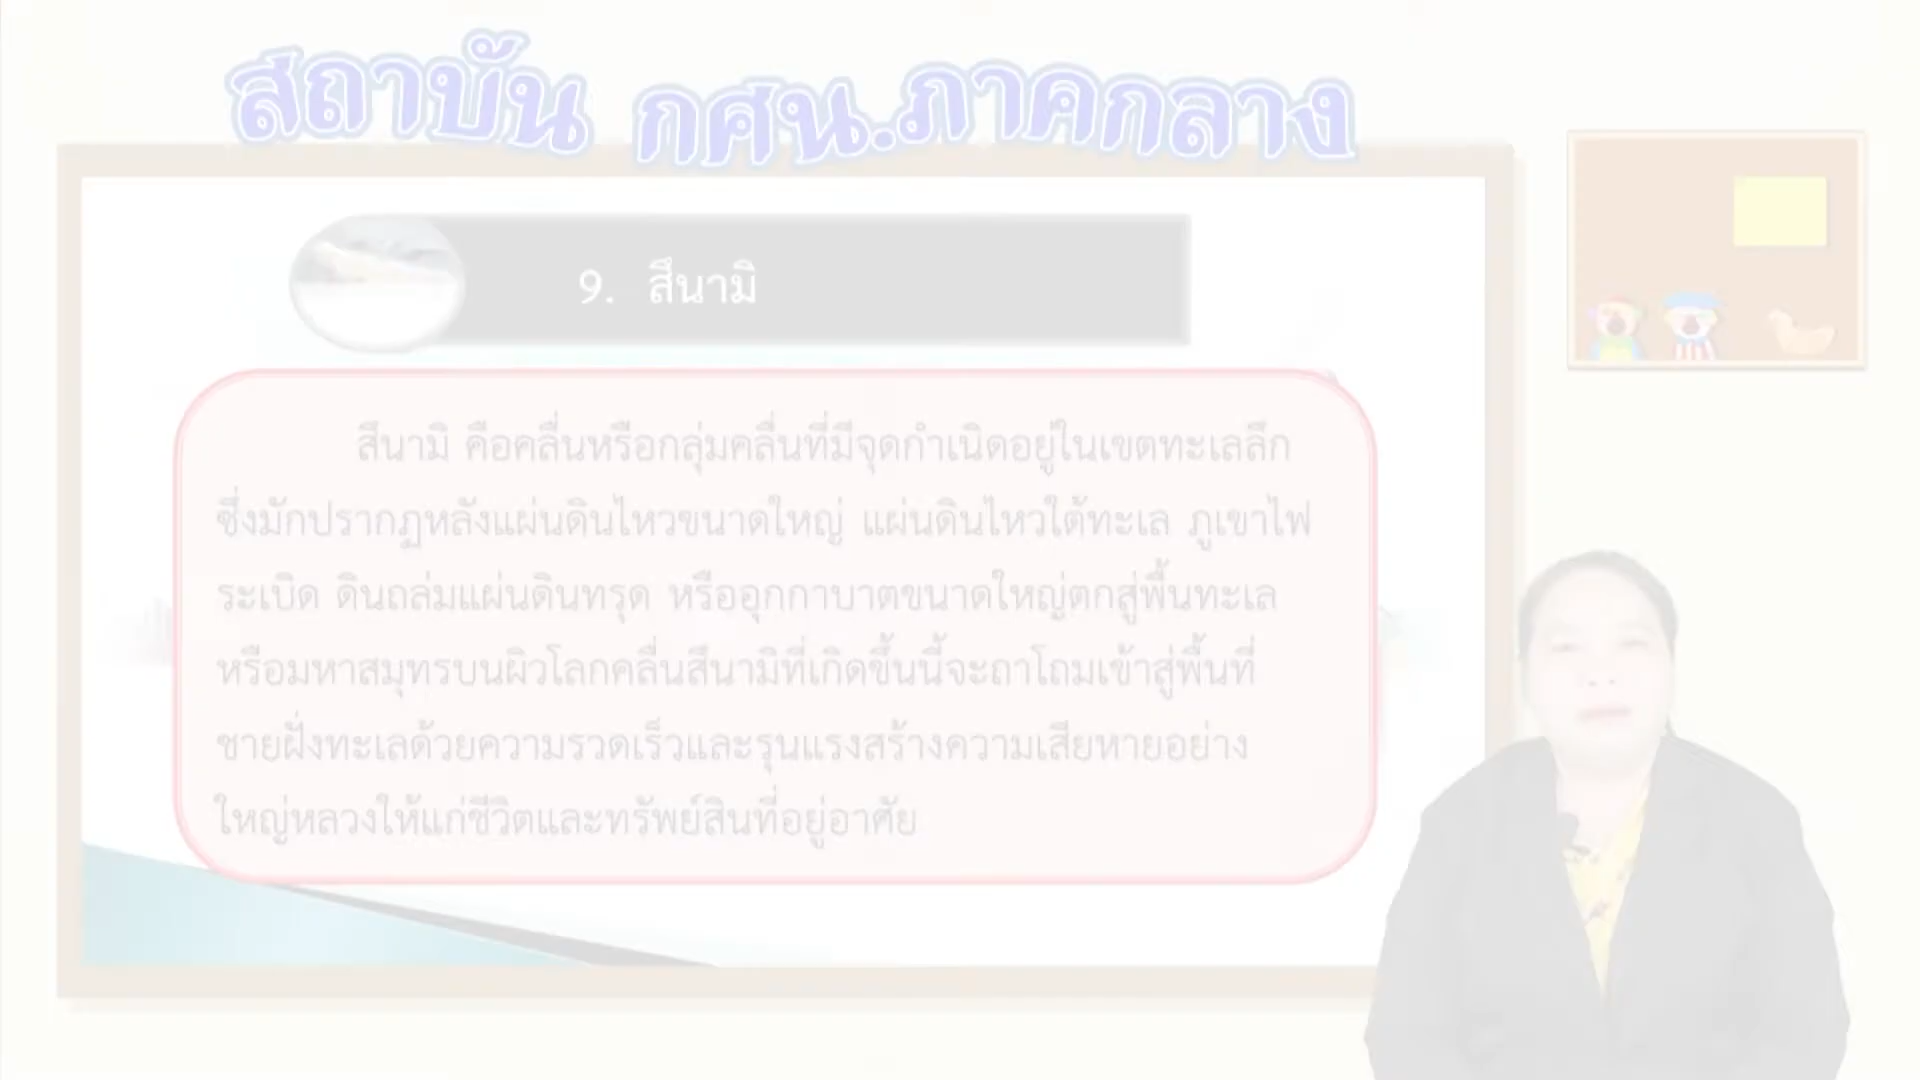 สถาบัน กศน.ภาคกลาง
9. สึนามิ
สึนามิ คือคลื่นหรือกลุ่มคลื่นที่มีจุดกำเนิดอยู่ในเขตทะเลลึก
ซึ่งมักปรากฏหลังแผ่นดินไหวขนาดใหญ่ แผ่นดินไหวใต้ทะเล ภูเขาไฟ
ระเบิด ดินถล่มแผ่นดินทรุด หรืออุกกาบาตขนาดใหญ่ตกสู่พื้นทะเล
หรือมหาสมุทรบนผิวโลกคลื่นสึนามิที่เกิดขึ้นนี้จะถาโถมเข้าสู่พื้นที่
ชายฝั่งทะเลด้วยความรวดเร็วและรุนแรงสร้างความเสียหายอย่าง
ใหญ่หลวงให้แก่ชีวิตและทรัพย์สินที่อยู่อาศัย